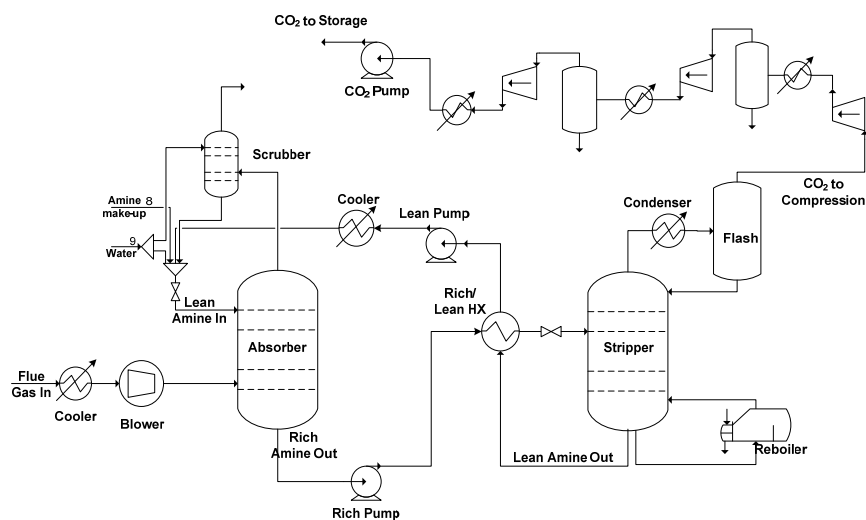 CO2 to Storage
CO2 Pump
Scrubber
Amine 8
make-up
9
Water
Cooler
Lean Pump
Condenser
CO2 to
Compression
Flash
Lean
Amine In
Rich/
Lean HX
Absorber
Stripper
Flue
Gas In
Cooler
Blower
Rich
Amine Out
Lean Amine Out
Reboiler
Rich Pump